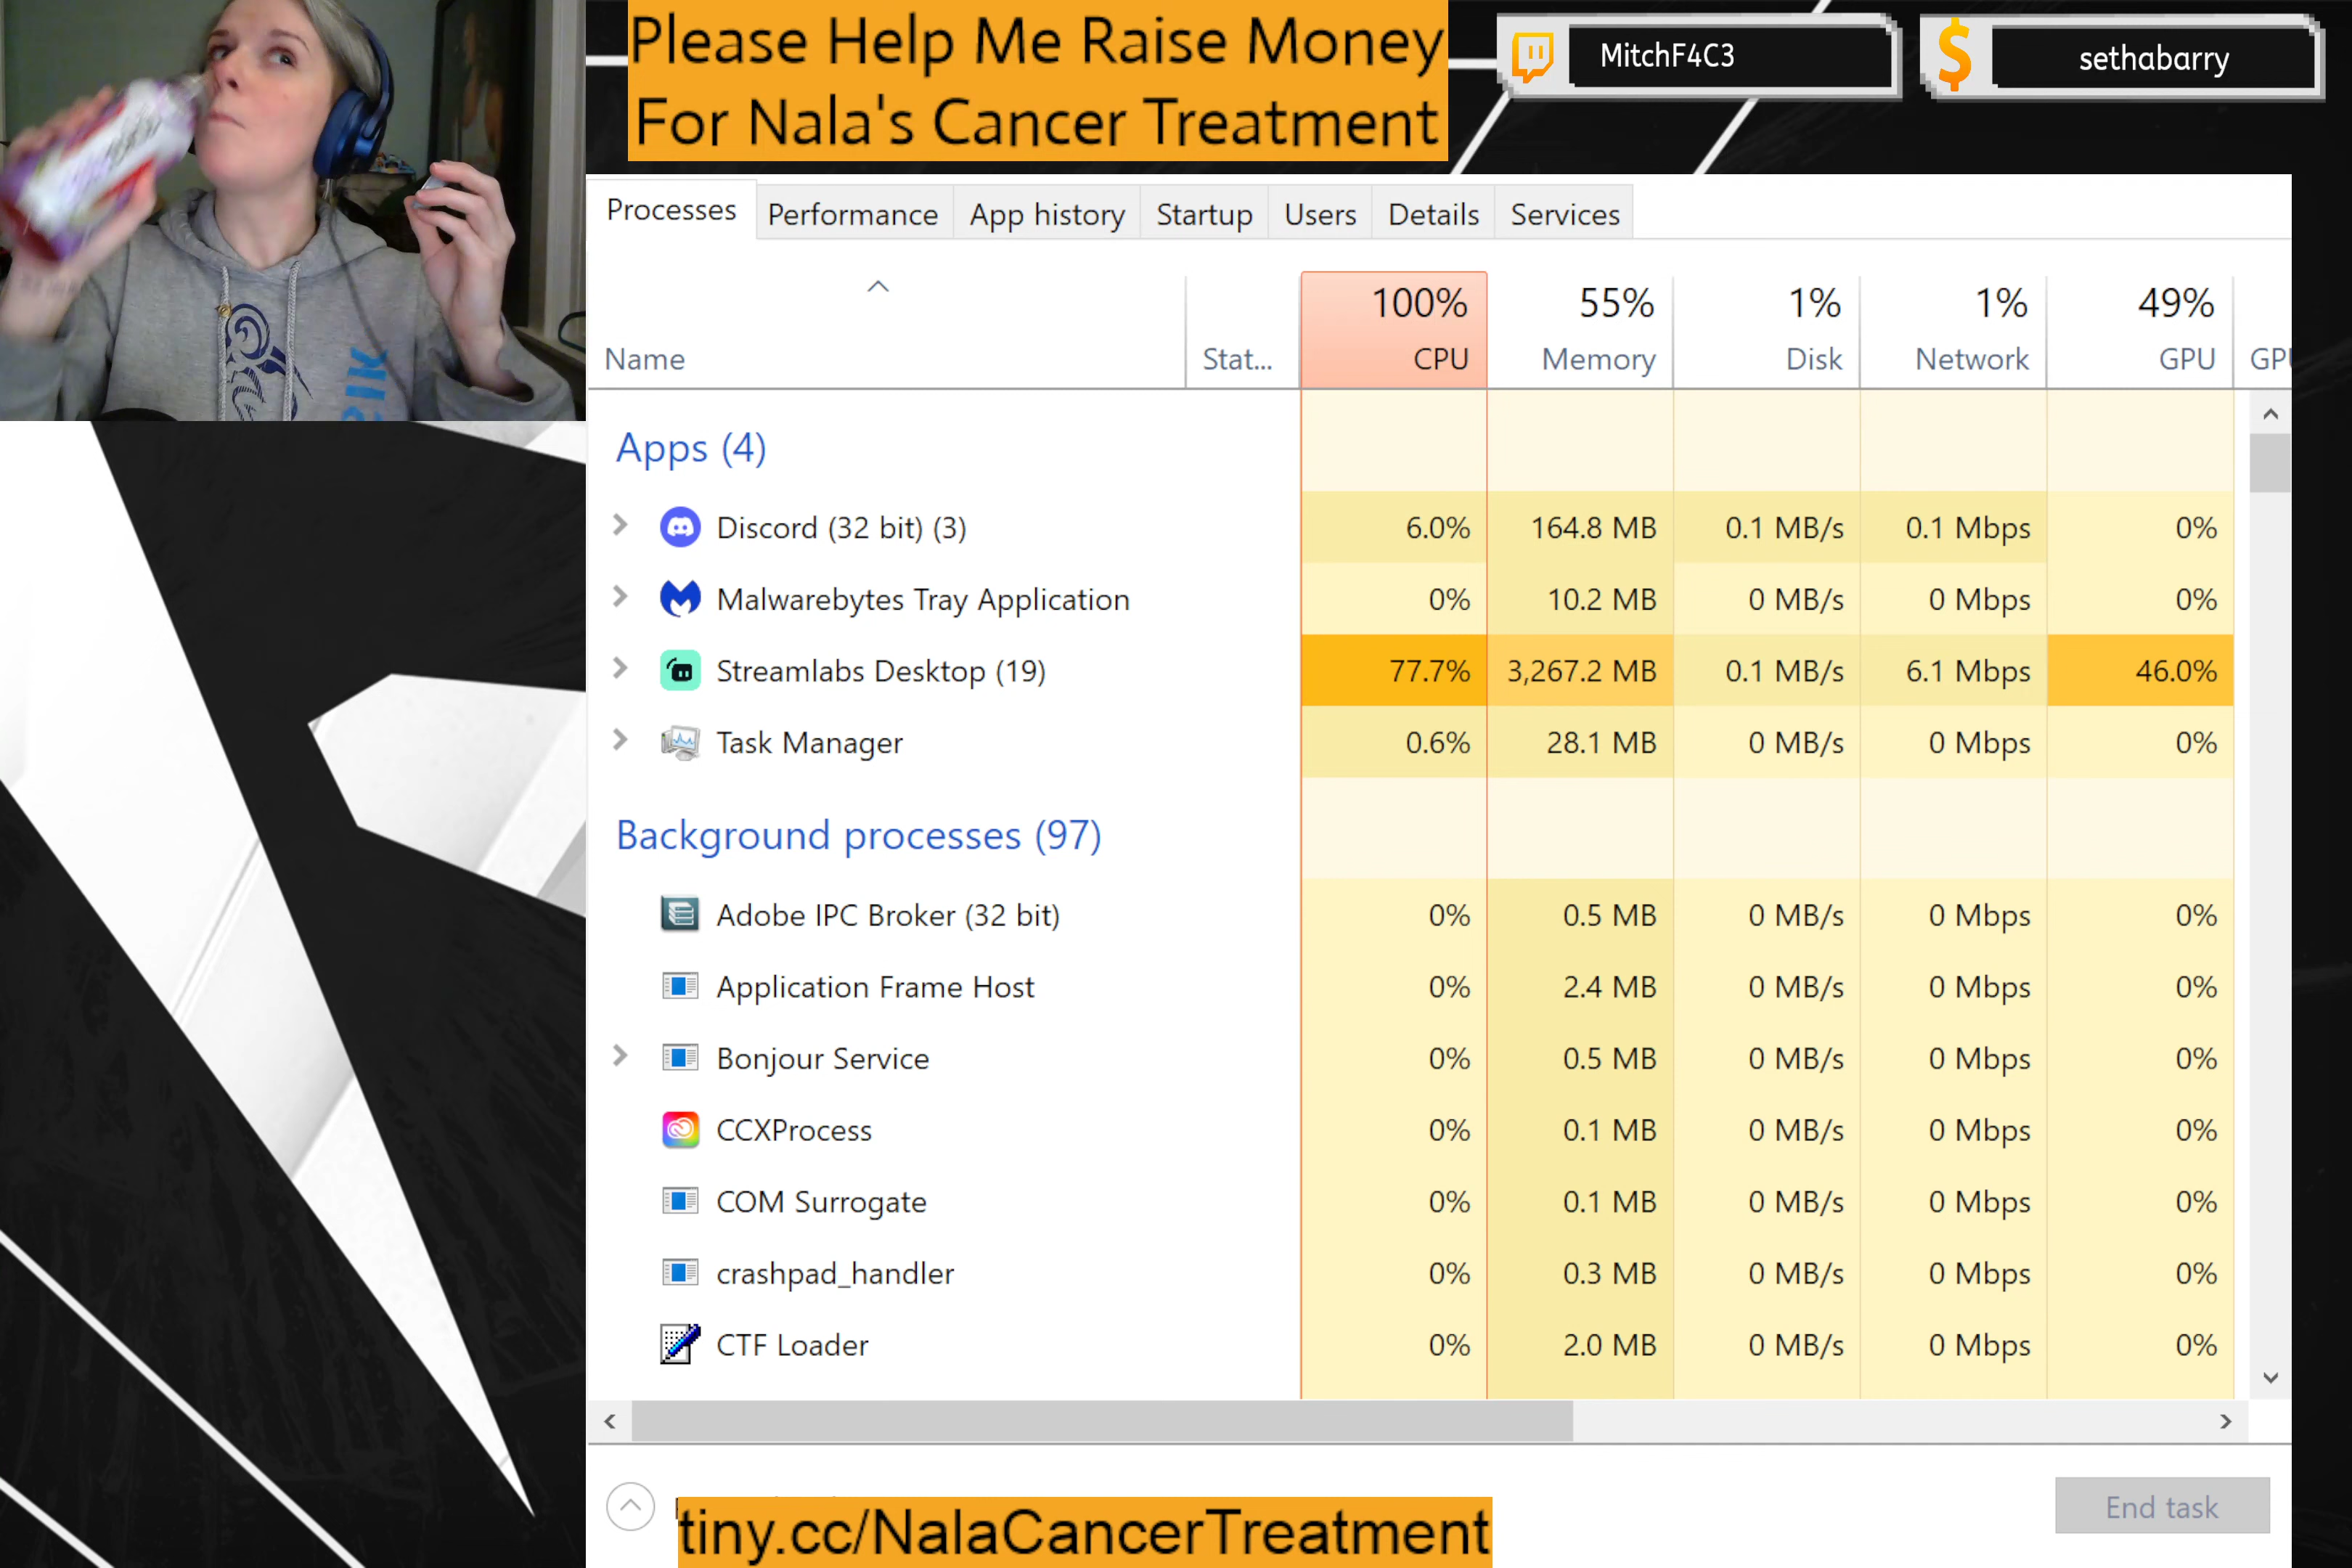 Please Help Me Raise Money
For Nala's Cancer Treatment
MitchF4C3
sethabarry
Processes Performance App history Startup Users Details Services
100% 55% 1% 1% 49%
Name Stat... CPU Memory Disk Network GPU GPU
Apps (4)
Discord (32 bit) (3) 6.0% 164.8 MB 0.1 MB/s 0.1 Mbps 0%
Malwarebytes Tray Application 0% 10.2 MB 0 MB/s 0 Mbps 0%
Streamlabs Desktop (19) 77.7% 3,267.2 MB 0.1 MB/s 6.1 Mbps 46.0%
Task Manager 0.6% 28.1 MB 0 MB/s 0 Mbps 0%
Background processes (97)
Adobe IPC Broker (32 bit) 0% 0.5 MB 0 MB/s 0 Mbps 0%
Application Frame Host 0% 2.4 MB 0 MB/s 0 Mbps 0%
Bonjour Service 0% 0.5 MB 0 MB/s 0 Mbps 0%
CCXProcess 0% 0.1 MB 0 MB/s 0 Mbps 0%
COM Surrogate 0% 0.1 MB 0 MB/s 0 Mbps 0%
crashpad_handler 0% 0.3 MB 0 MB/s 0 Mbps 0%
CTF Loader 0% 2.0 MB 0 MB/s 0 Mbps 0%
End task
tiny.cc/NalaCancerTreatment